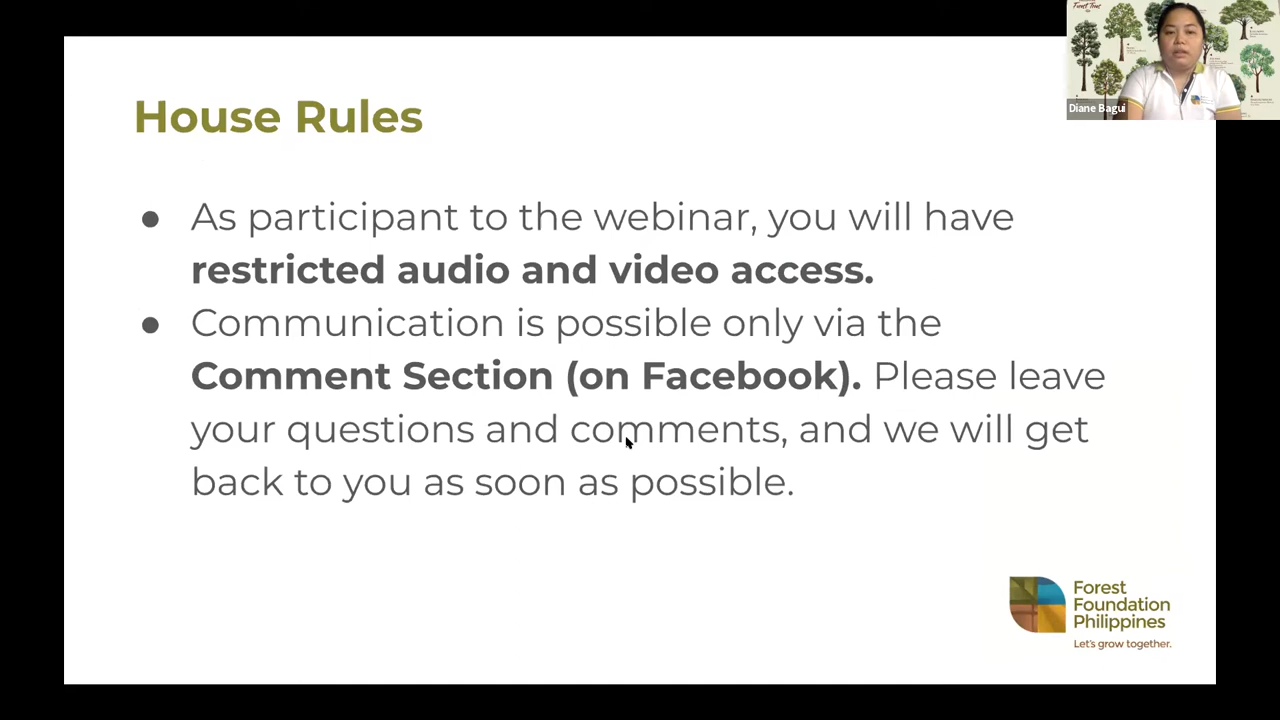 House Rules
● As participant to the webinar, you will have
restricted audio and video access.
● Communication is possible only via the
Comment Section (on Facebook). Please leave
your questions and comments, and we will get
back to you as soon as possible.
Diane Bagui
Forest
Foundation
Philippines
Let's grow together.